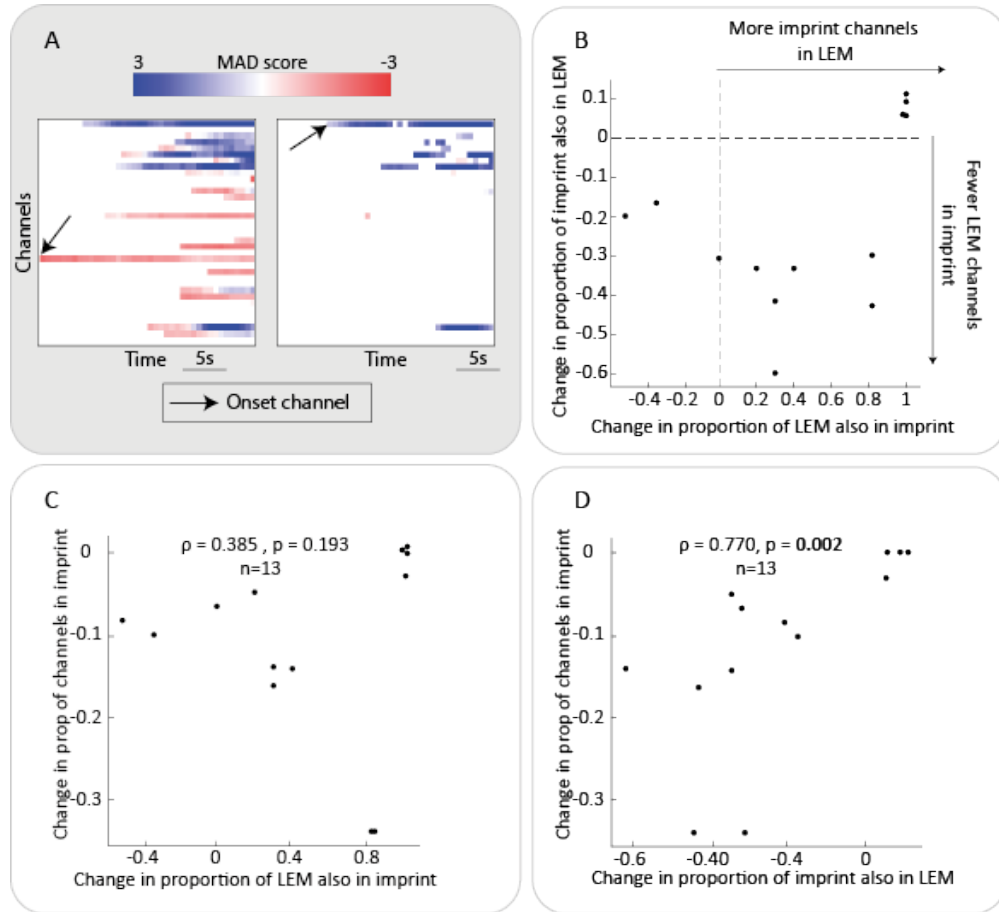 A
3 MAD score -3
Channels
Time 5s
Time 5s
Onset channel
B
More imprint channels
in LEM
Fewer LEM channels
in imprint
Change in proportion of imprint also in LEM
0.1
0
-0.1
-0.2
-0.3
-0.4
-0.5
-0.6
-0.4 -0.2 0 0.2 0.4 0.6 0.8 1
Change in proportion of LEM also in imprint
C
ρ = 0.385 , p = 0.193
n=13
Change in prop of channels in imprint
0
-0.1
-0.2
-0.3
-0.4 0 0.4 0.8
Change in proportion of LEM also in imprint
D
ρ = 0.770, p = 0.002
n=13
Change in prop of channels in imprint
0
-0.1
-0.2
-0.3
-0.6 -0.40 -0.4 0
Change in proportion of imprint also in LEM